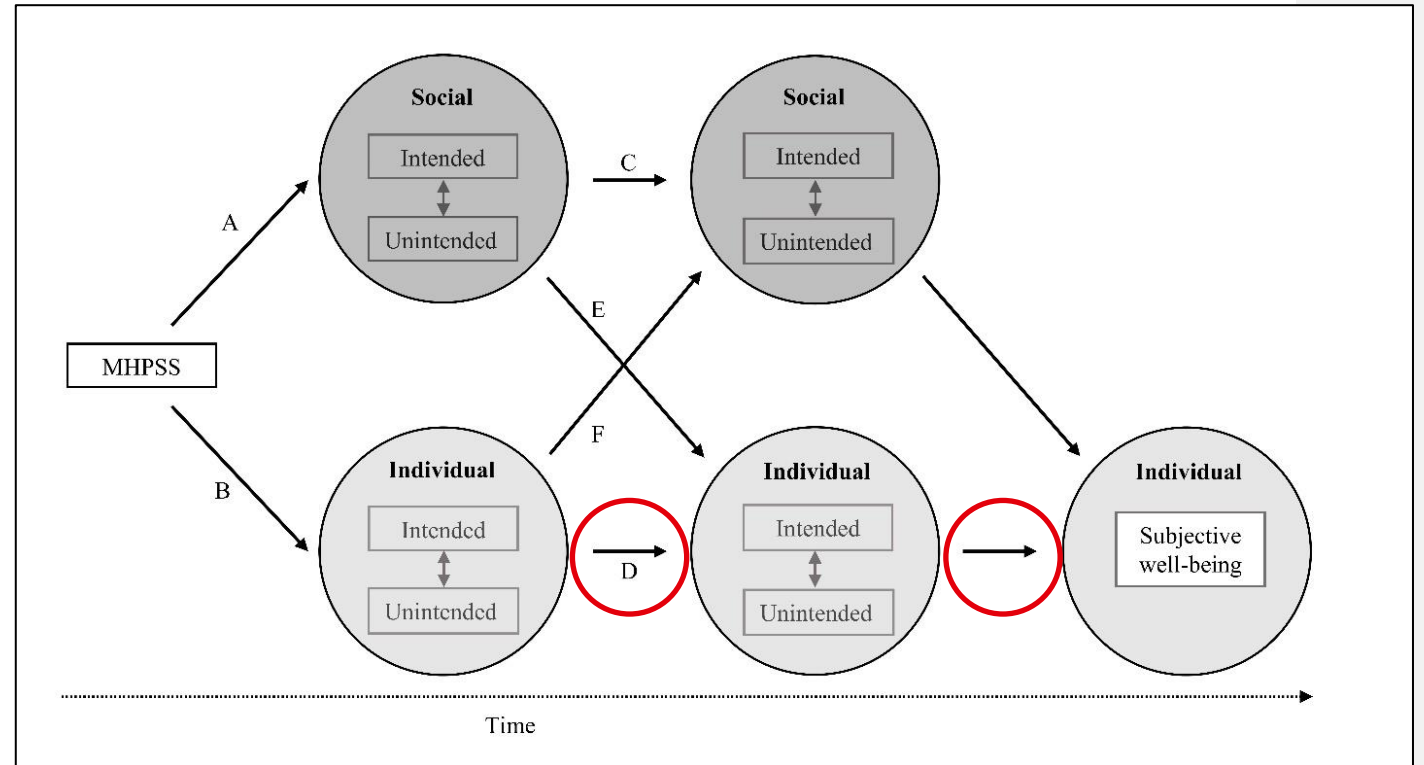 Social
Intended
Unintended
C
Social
Intended
Unintended
A
E
MHPSS
F
B
Individual
Intended
Unintended
D
Individual
Intended
Unintended
Individual
Subjective
well-being
Time